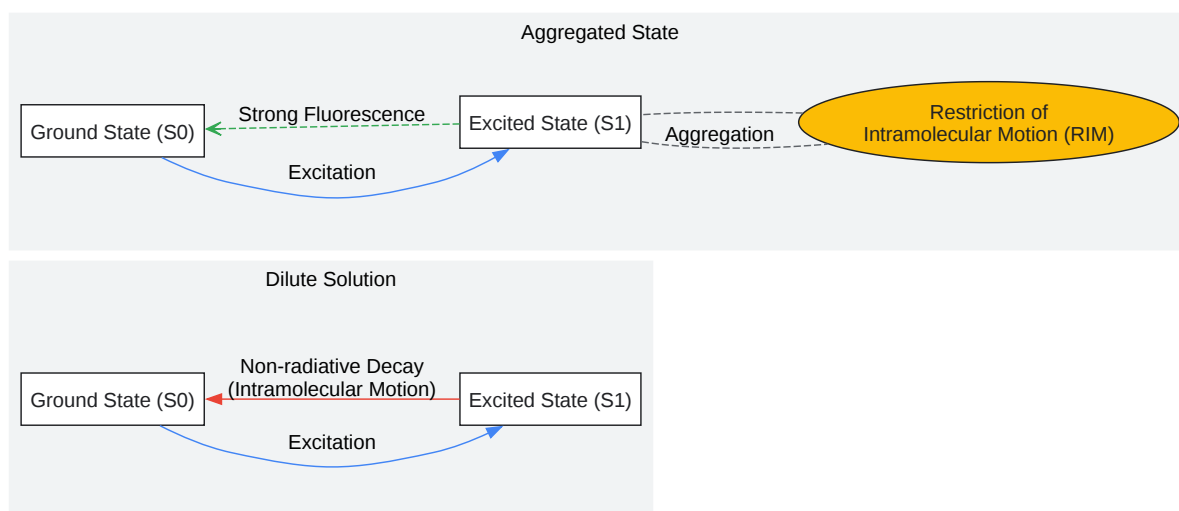 Aggregated State
Strong Fluorescence
Ground State (S0)
Excited State (S1)
Restriction of
Intramolecular Motion (RIM)
Aggregation
Excitation
Dilute Solution
Non-radiative Decay
(Intramolecular Motion)
Ground State (S0)
Excited State (S1)
Excitation